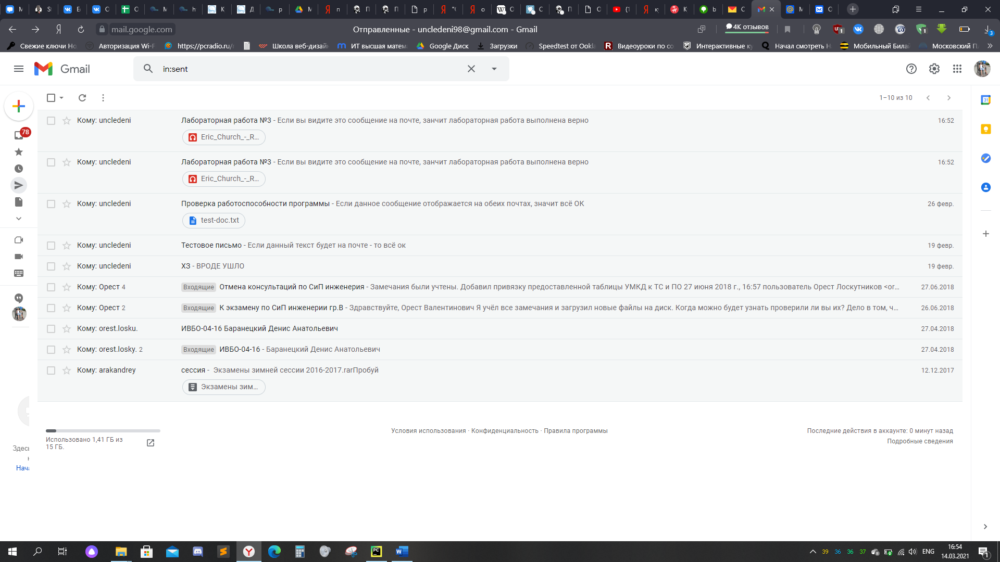 mail.google.com
Отправленные - uncledeni98@gmail.com - Gmail
4К отзывов
Свежие ключи
Авторизация Wi-F
https://pcradio.ru/
Школа веб-дизай
ИТ высшая матем
Google Диск
Загрузки
Speedtest от Ookla
Видеоуроки по со
Интерактивные ку
Начал смотреть
Мобильный Билай
Московский
Gmail
in:sent
1–10 из 10
78
31
Кому: uncledeni Лабораторная работа №3 - Если вы видите это сообщение на почте, занчит лабораторная работа выполнена верно 16:52
Eric_Church_-_R...
Кому: uncledeni Лабораторная работа №3 - Если вы видите это сообщение на почте, занчит лабораторная работа выполнена верно 16:52
Eric_Church_-_R...
Кому: uncledeni Проверка работоспособности программы - Если данное сообщение отображается на обеих почтах, значит всё ОК 26 февр.
test-doc.txt
Кому: uncledeni Тестовое письмо - Если данный текст будет на почте - то всё ок 19 февр.
Кому: uncledeni ХЗ - ВРОДЕ УШЛО 19 февр.
Кому: Орест 4 Входящие Отмена консультаций по СиП инженерия - Замечания были учтены. Добавил привязку предоставленной таблицы УМКД к ТС и ПО 27 июня 2018 г., 16:57 пользователь Орест Лоскутников <or... 27.06.2018
Кому: Орест 2 Входящие К экзамену по СиП инженерии гр.В - Здравствуйте, Орест Валентинович Я учёл все замечания и загрузил новые файлы на диск. Когда можно будет узнать проверили ли вы их? Дело в том, ч... 26.06.2018
Кому: orest.losku. ИВБО-04-16 Баранецкий Денис Анатольевич 27.04.2018
Кому: orest.losky. 2 Входящие ИВБО-04-16 - Баранецкий Денис Анатольевич 27.04.2018
Кому: arakandrey сессия - Экзамены зимней сессии 2016-2017.rarПробуй 12.12.2017
Экзамены зим...
Использовано 1,41 ГБ из
15 ГБ.
Условия использования · Конфиденциальность · Правила программы
Последние действия в аккаунте: 0 минут назад
Подробные сведения
Здесь
Нача
39 36 36 37 ENG 16:54
14.03.2021